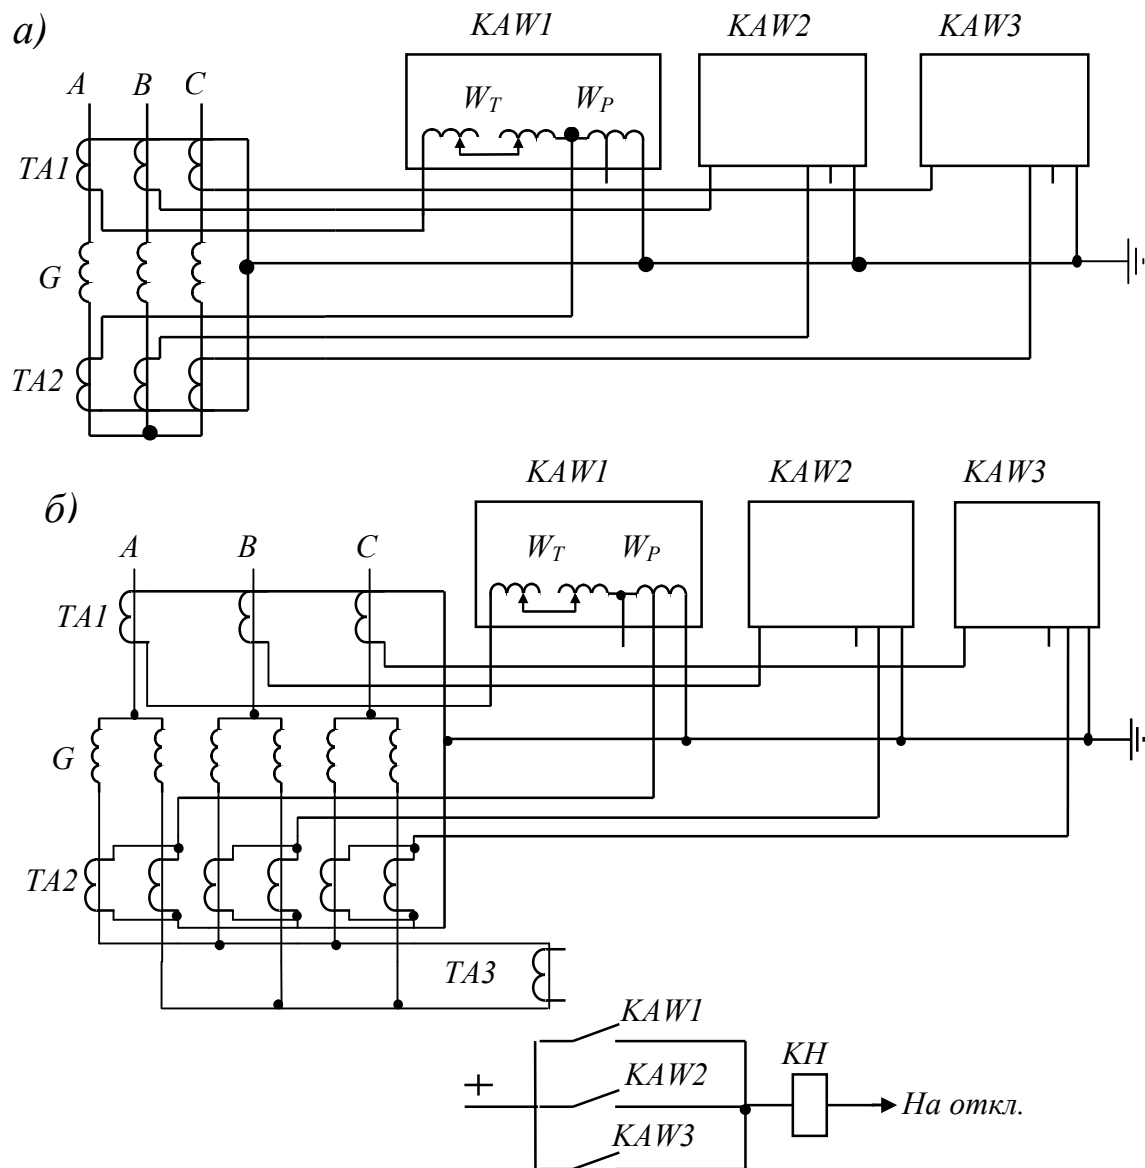 а)
KAW1 KAW2 KAW3
W_T W_P
A B C
TA1
G
TA2
б)
KAW1 KAW2 KAW3
A B C
W_T W_P
TA1
G
TA2
TA3
KAW1
+ KAW2 KH
На откл.
KAW3